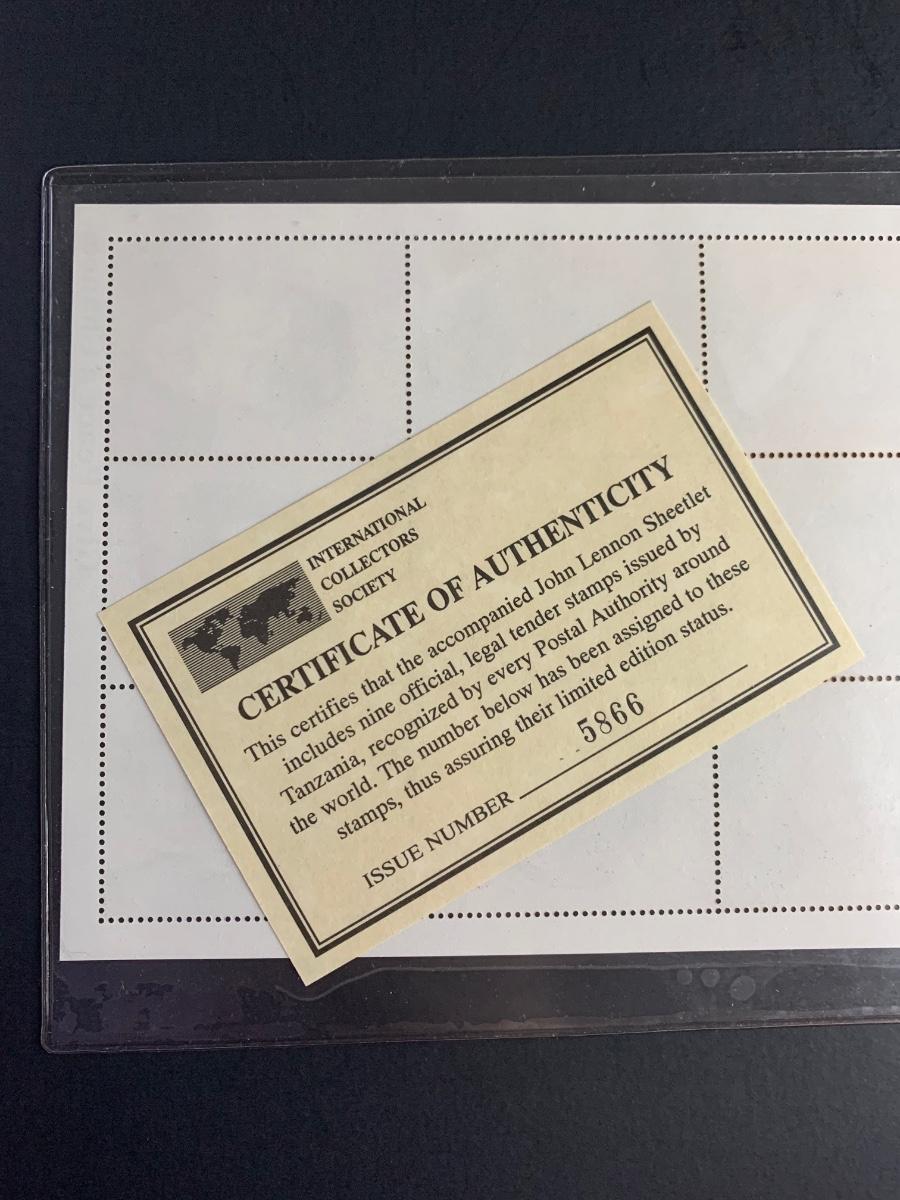 INTERNATIONAL
COLLECTORS
SOCIETY
CERTIFICATE OF AUTHENTICITY
This certifies that the accompanied John Lennon Sheetlet
includes nine official, legal tender stamps issued by
Tanzania, recognized by every Postal Authority around
the world. The number below has been assigned to these
stamps, thus assuring their limited edition status.
ISSUE NUMBER 5866